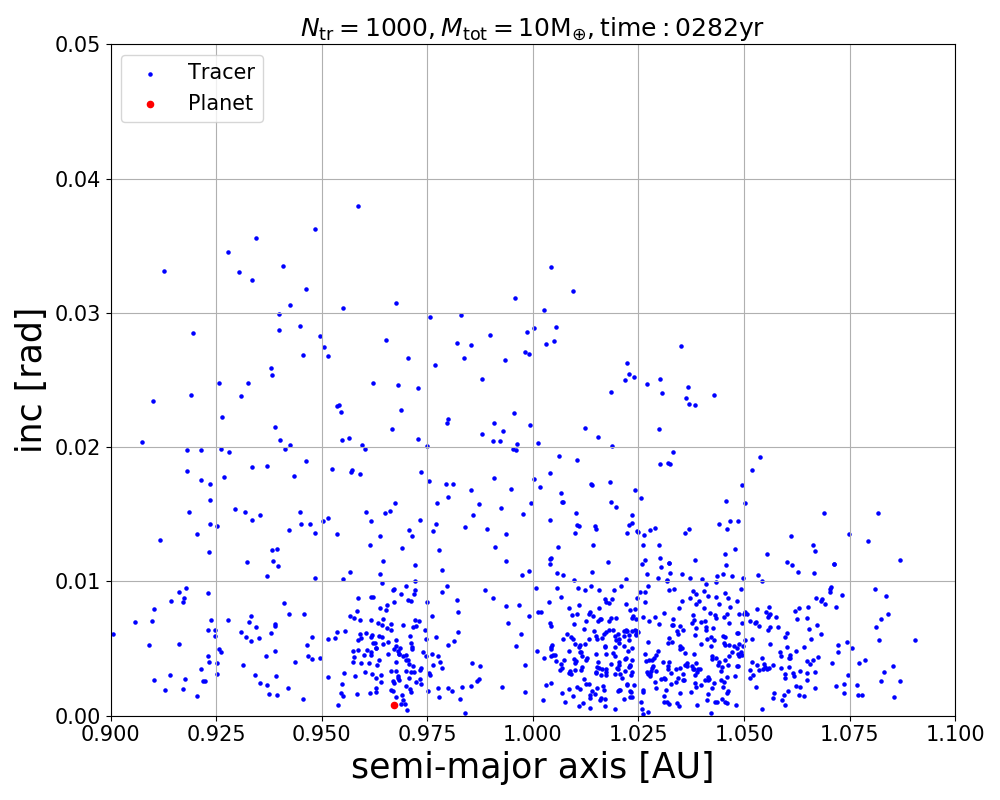 N_tr = 1000, M_tot = 10M_⊕, time : 0282yr
0.05
Tracer
Planet
0.04
0.03
inc [rad]
0.02
0.01
0.00
0.900 0.925 0.950 0.975 1.000 1.025 1.050 1.075 1.100
semi-major axis [AU]